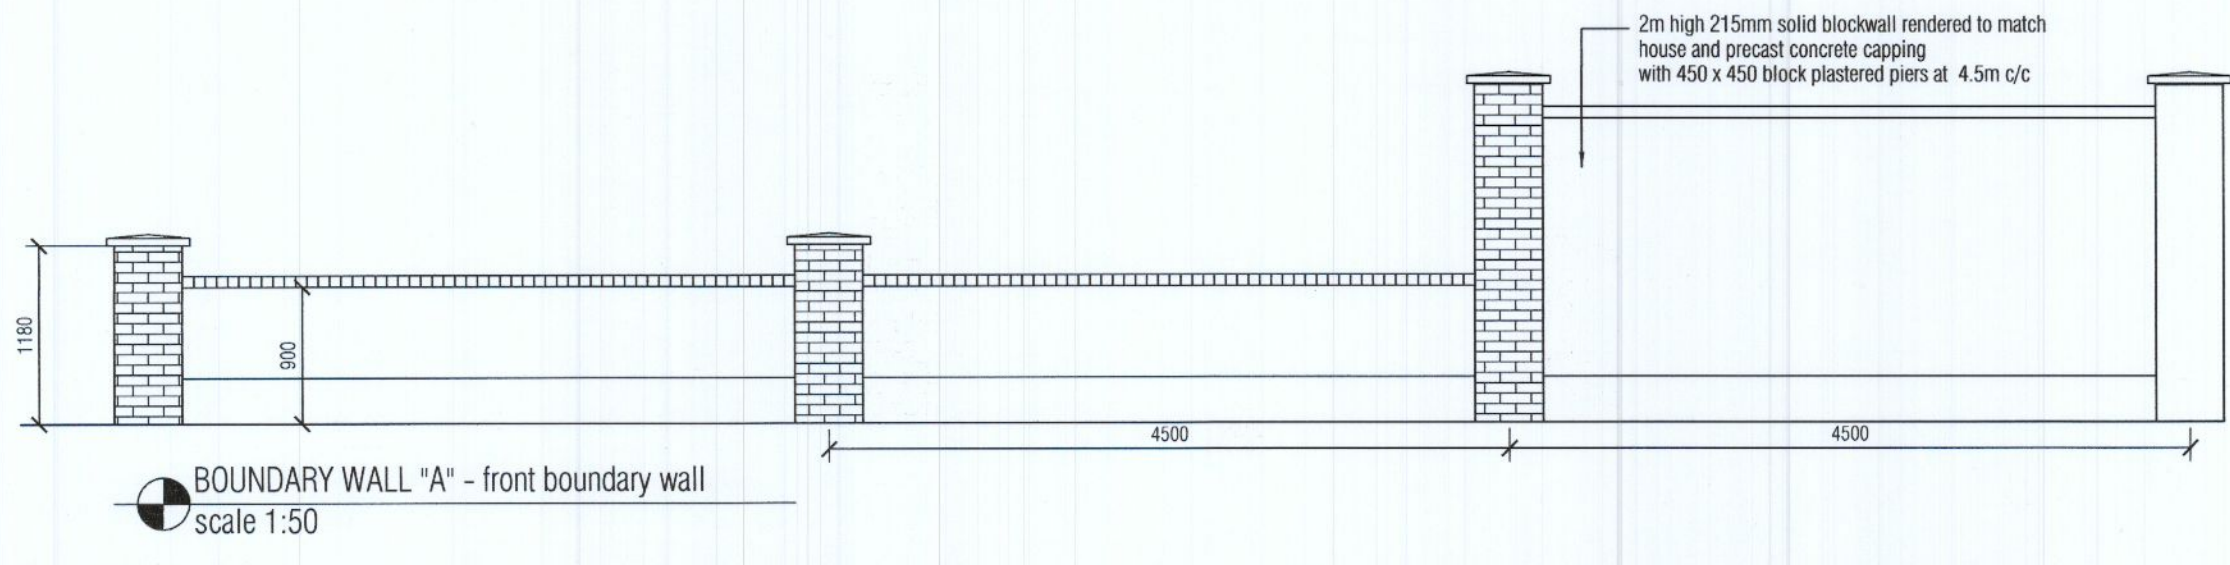 2m high 215mm solid blockwall rendered to match
house and precast concrete capping
with 450 x 450 block plastered piers at 4.5m c/c
1180
900
4500
4500
BOUNDARY WALL "A" - front boundary wall
scale 1:50